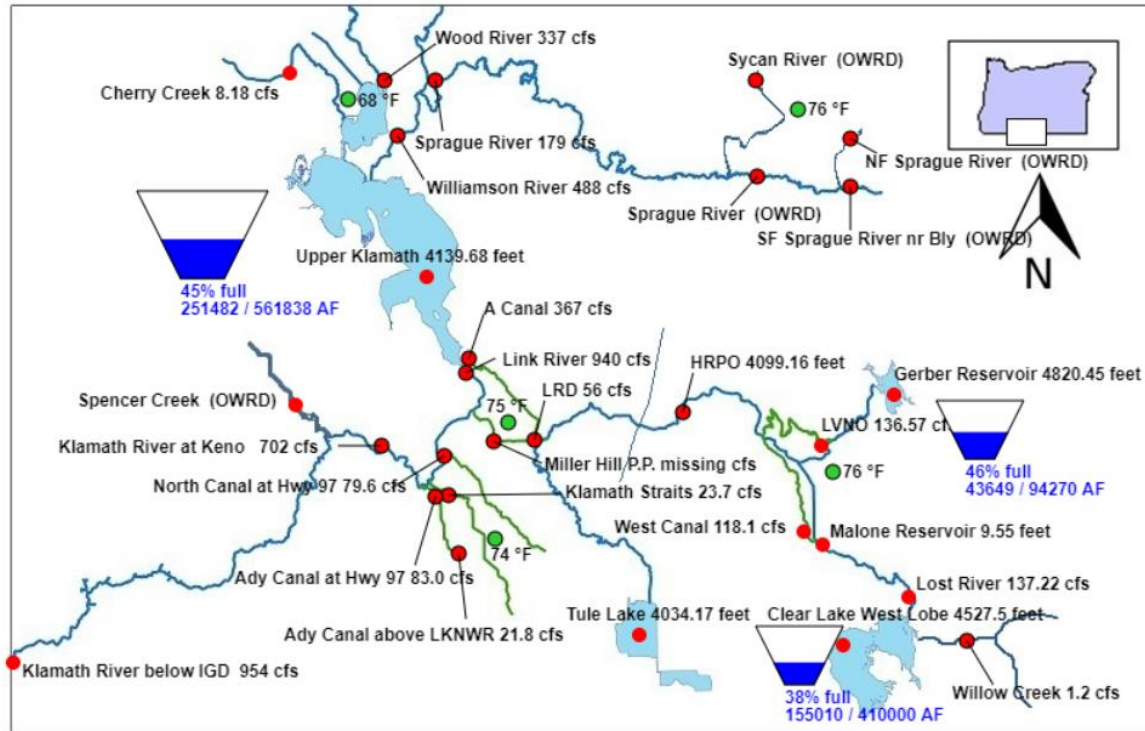 Wood River 337 cfs
Sycan River (OWRD)
Cherry Creek 8.18 cfs
68 °F
76 °F
Sprague River 179 cfs
NF Sprague River (OWRD)
Williamson River 488 cfs
Sprague River (OWRD)
SF Sprague River nr Bly (OWRD)
N
Upper Klamath 4139.68 feet
45% full
251482 / 561838 AF
A Canal 367 cfs
Link River 940 cfs
HRPO 4099.16 feet
Gerber Reservoir 4820.45 feet
LRD 56 cfs
Spencer Creek (OWRD)
75 °F
LVNO 136.57 cf
Klamath River at Keno 702 cfs
Miller Hill P.P. missing cfs
76 °F
46% full
43649 / 94270 AF
North Canal at Hwy 97 79.6 cfs
Klamath Straits 23.7 cfs
West Canal 118.1 cfs
Malone Reservoir 9.55 feet
74 °F
Ady Canal at Hwy 97 83.0 cfs
Lost River 137.22 cfs
Tule Lake 4034.17 feet
Clear Lake West Lobe 4527.5 feet
Ady Canal above LKNWR 21.8 cfs
Klamath River below IGD 954 cfs
Willow Creek 1.2 cfs
38% full
155010 / 410000 AF